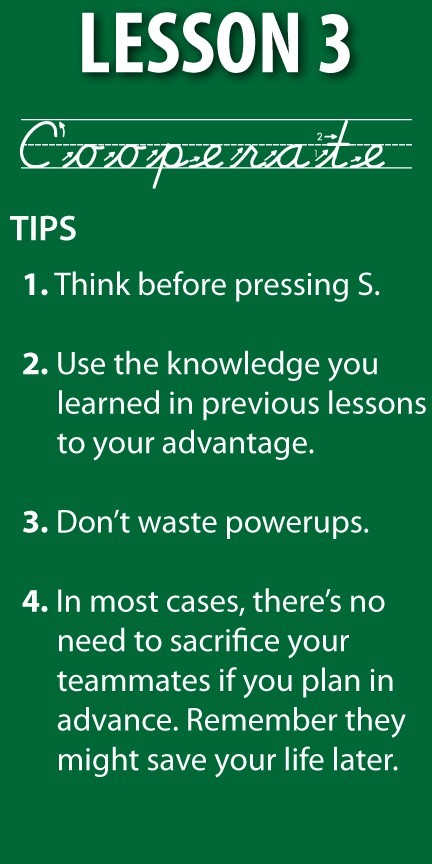 LESSON 3
Cooperate
2
1
TIPS
1. Think before pressing S.
2. Use the knowledge you
learned in previous lessons
to your advantage.
3. Don’t waste powerups.
4. In most cases, there’s no
need to sacrifice your
teammates if you plan in
advance. Remember they
might save your life later.